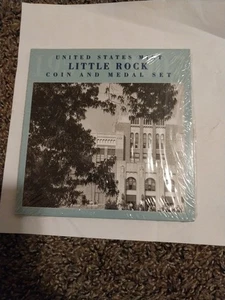 UNITED STATES MINT
LITTLE ROCK
COIN AND MEDAL SET